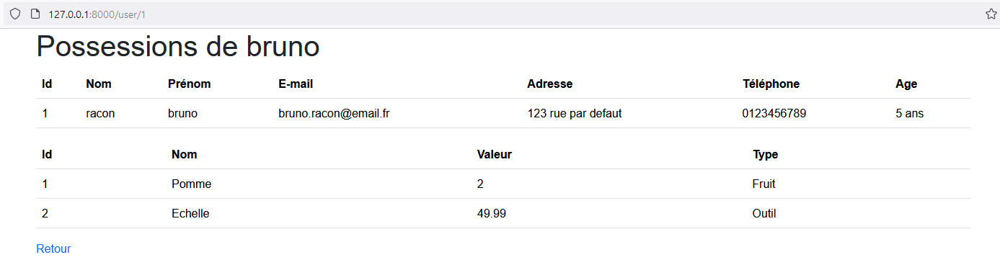 127.0.0.1:8000/user/1
Possessions de bruno
Id Nom Prénom E-mail Adresse Téléphone Age
1 racon bruno bruno.racon@email.fr 123 rue par defaut 0123456789 5 ans
Id Nom Valeur Type
1 Pomme 2 Fruit
2 Echelle 49.99 Outil
Retour